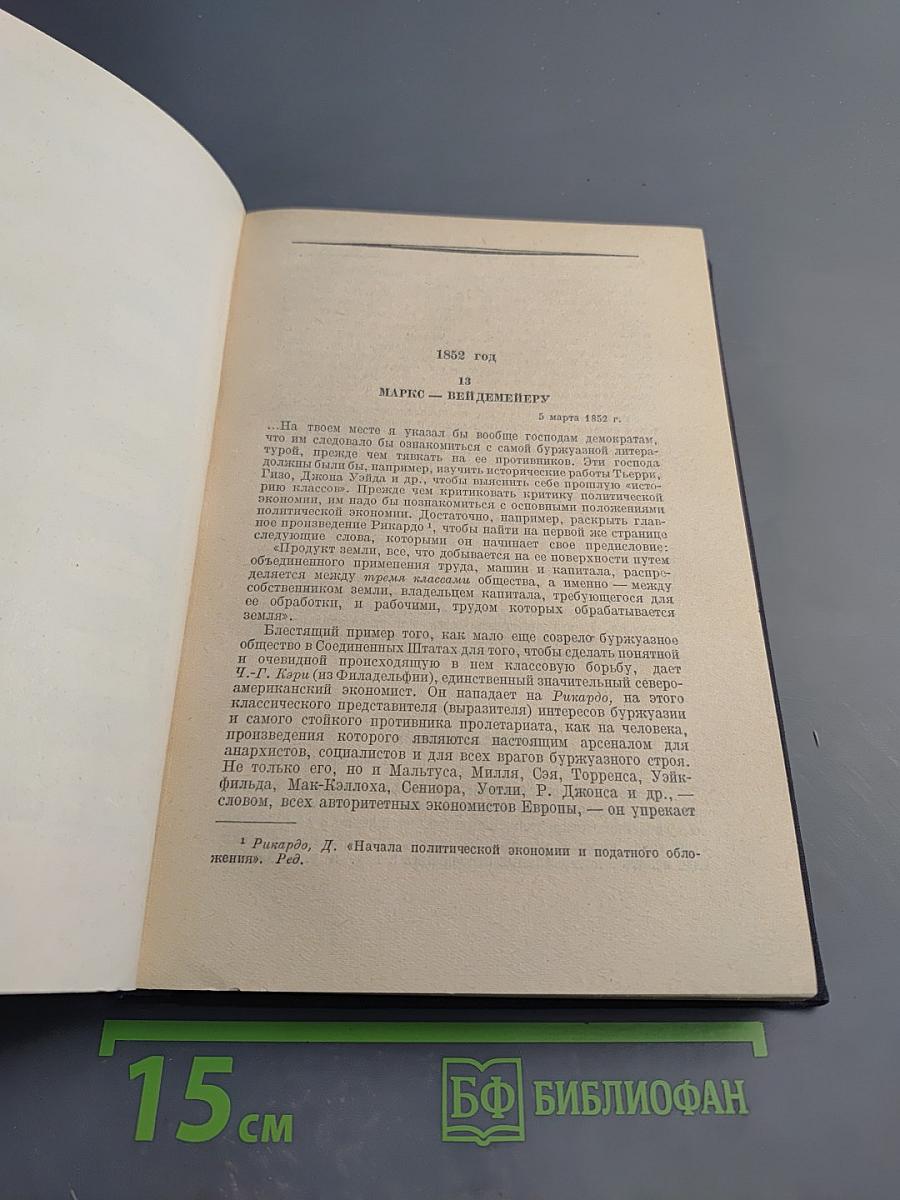 1852 год
13
МАРКС — ВЕЙДЕМЕЙЕРУ
5 марта 1852 г.
...На твоем месте я указал бы вообще господам демократам,
что им следовало бы ознакомиться с самой буржуазной литера-
турой, прежде чем тявкать на ее противников. Эти господа
должны были бы, например, изучить исторические работы Тьерри,
Гизо, Джона Уэйда и др., чтобы выяснить себе прошлую «исто-
рию классов». Прежде чем критиковать критику политической
экономии, им надо бы познакомиться с основными положениями
политической экономии. Достаточно, например, раскрыть глав-
ное произведение Рикардо ¹, чтобы найти на первой же странице
следующие слова, которыми он начинает свое предисловие:
«Продукт земли, все, что добывается на ее поверхности путем
объединенного применения труда, машин и капитала, распре-
деляется между тремя классами общества, а именно — между
собственником земли, владельцем капитала, требующегося для
ее обработки, и рабочими, трудом которых обрабатывается
земля».
Блестящий пример того, как мало еще созрело буржуазное
общество в Соединенных Штатах для того, чтобы сделать понятной
и очевидной происходящую в нем классовую борьбу, дает
Ч.-Г. Кэри (из Филадельфии), единственный значительный северо-
американский экономист. Он нападает на Рикардо, на этого
классического представителя (выразителя) интересов буржуазии
и самого стойкого противника пролетариата, как на человека,
произведения которого являются настоящим арсеналом для
анархистов, социалистов и для всех врагов буржуазного строя.
Не только его, но и Мальтуса, Милля, Сэя, Торренса, Уэйк-
фильда, Мак-Кэллоха, Сениора, Уотли, Р. Джонса и др., —
словом, всех авторитетных экономистов Европы, — он упрекает
¹ Рикардо, Д. «Начала политической экономии и податного обло-
жения». Ред.
15 см
БФ БИБЛИОФАН